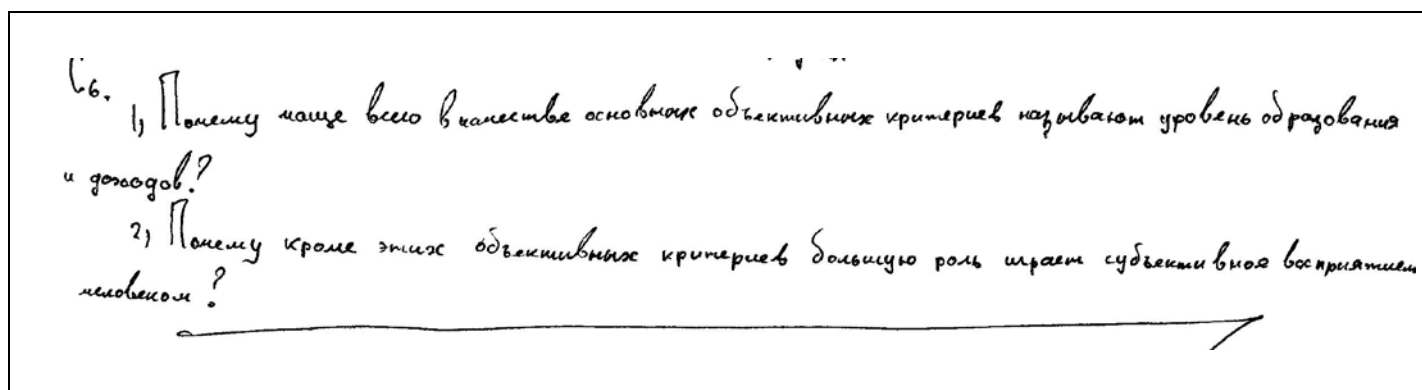 С6.
1) Почему чаще всего в качестве основных объективных критериев называют уровень образования
и доходов?
2) Почему кроме этих объективных критериев большую роль играет субъективное восприятием
человеком?